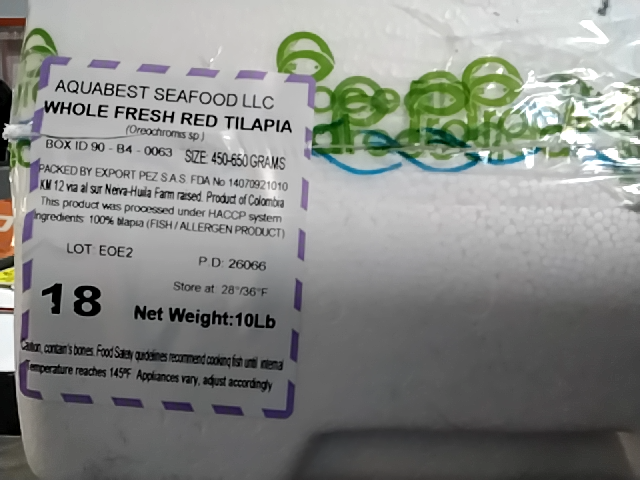 AQUABEST SEAFOOD LLC
WHOLE FRESH RED TILAPIA
(Oreochromis sp)
BOX ID 90 - B4 - 0063 SIZE: 450-650 GRAMS
PACKED BY EXPORT PEZ S.A.S. FDA No 14070921010
KM 12 via al sur Neiva-Huila Farm raised. Product of Colombia
This product was processed under HACCP system
Ingredients: 100% tilapia (FISH / ALLERGEN PRODUCT)
LOT: EOE2 P.D: 26066
Store at: 28°/36°F
18 Net Weight:10Lb
Caution, contain's bones. Food Safety guidelines recommend cooking fish until internal
Temperature reaches 145ºF. Appliances vary, adjust accordingly